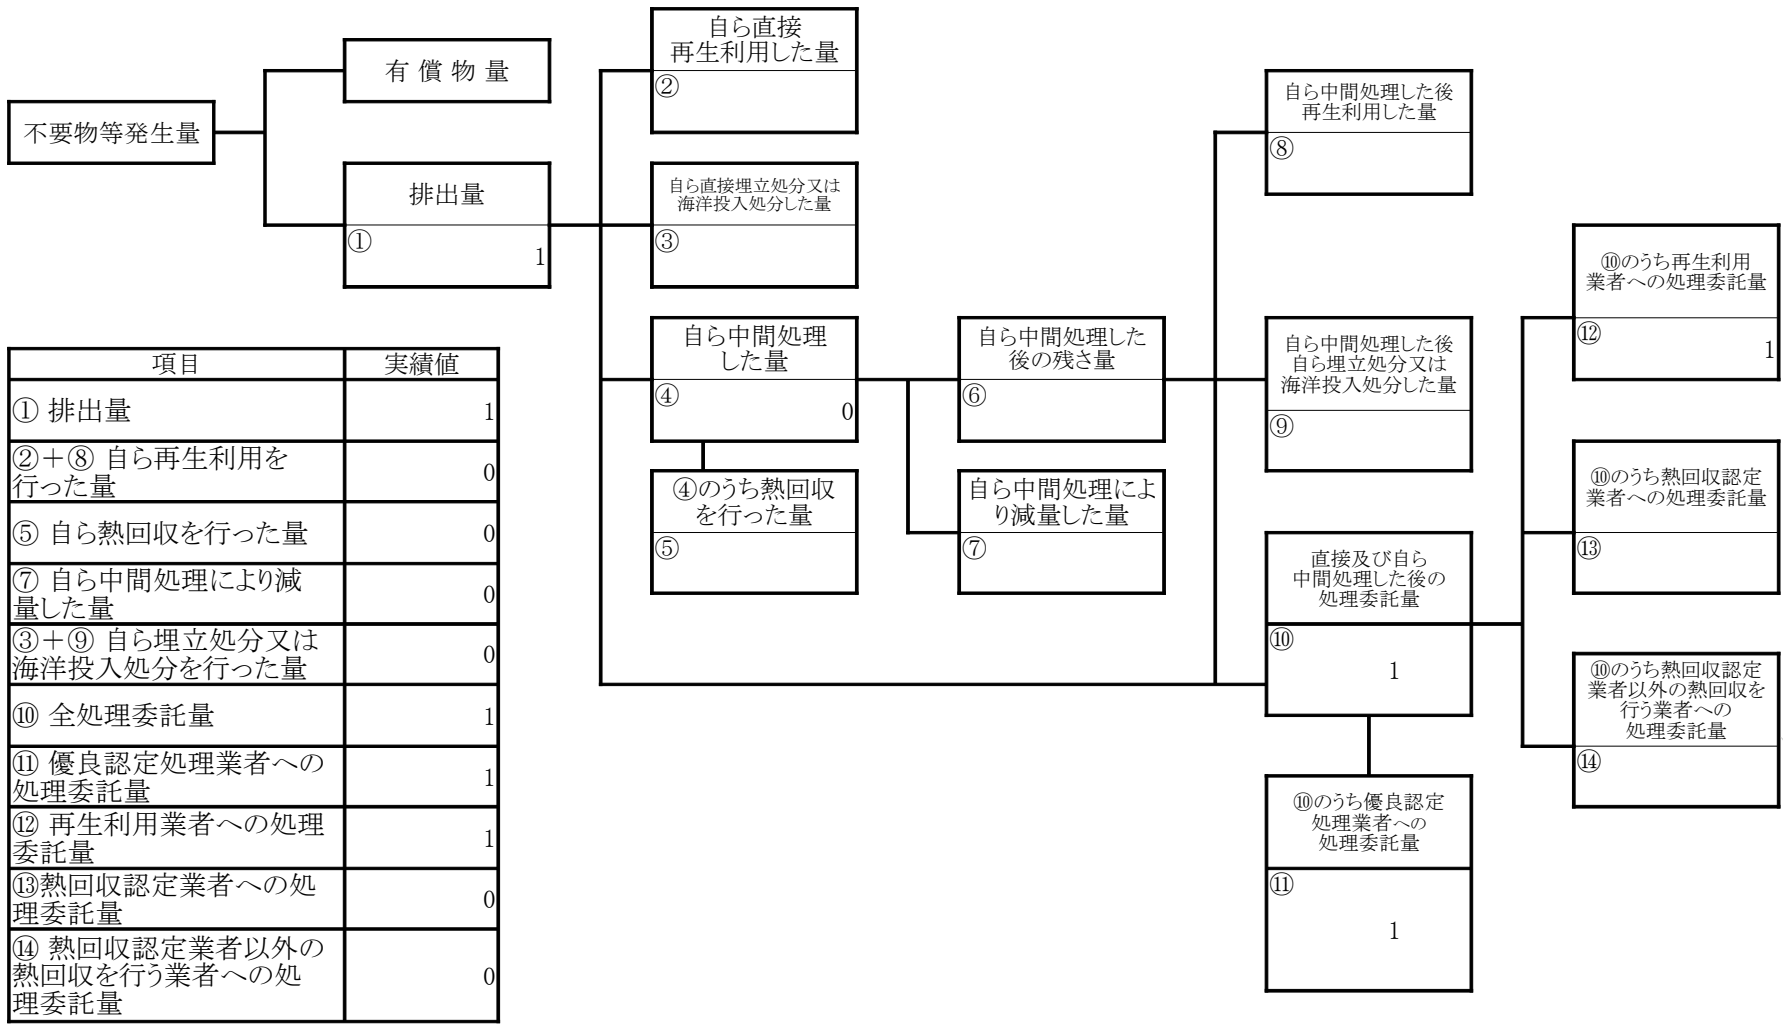 自ら直接
再生利用した量
②
有 償 物 量
不要物等発生量
排出量
①
1
自ら直接埋立処分又は
海洋投入処分した量
③
自ら中間処理した後
再生利用した量
⑧
⑩のうち再生利用
業者への処理委託量
⑫
1
自ら中間処理
した量
④
0
自ら中間処理した
後の残さ量
⑥
自ら中間処理した後
自ら埋立処分又は
海洋投入処分した量
⑨
④のうち熱回収
を行った量
⑤
自ら中間処理によ
り減量した量
⑦
⑩のうち熱回収認定
業者への処理委託量
⑬
直接及び自ら
中間処理した後の
処理委託量
⑩
1
⑩のうち熱回収認定
業者以外の熱回収を
行う業者への
処理委託量
⑭
⑩のうち優良認定
処理業者への
処理委託量
⑪
1
項目 実績値
① 排出量 1
②＋⑧ 自ら再生利用を
行った量 0
⑤ 自ら熱回収を行った量 0
⑦ 自ら中間処理により減
量した量 0
③＋⑨ 自ら埋立処分又は
海洋投入処分を行った量 0
⑩ 全処理委託量 1
⑪ 優良認定処理業者への
処理委託量 1
⑫ 再生利用業者への処理
委託量 1
⑬熱回収認定業者への処
理委託量 0
⑭ 熱回収認定業者以外の
熱回収を行う業者への処 0
理委託量